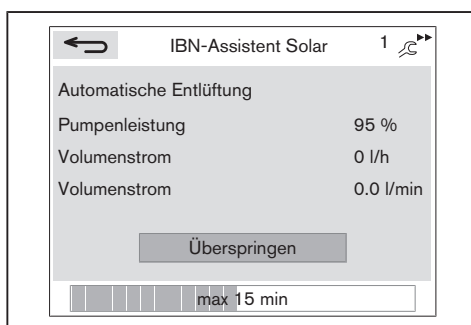 IBN-Assistent Solar 1
Automatische Entlüftung
Pumpenleistung 95 %
Volumenstrom 0 l/h
Volumenstrom 0.0 l/min
Überspringen
max 15 min